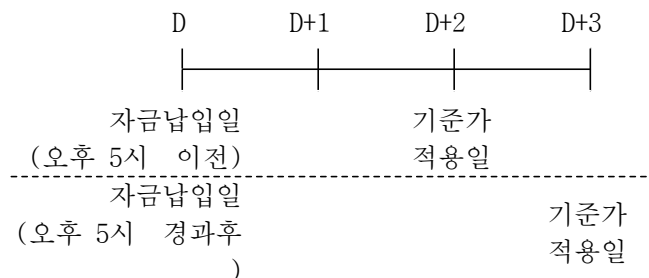 D D+1 D+2 D+3
자금납입일 기준가
(오후 5시 이전) 적용일
자금납입일
(오후 5시 경과후
)
기준가
적용일